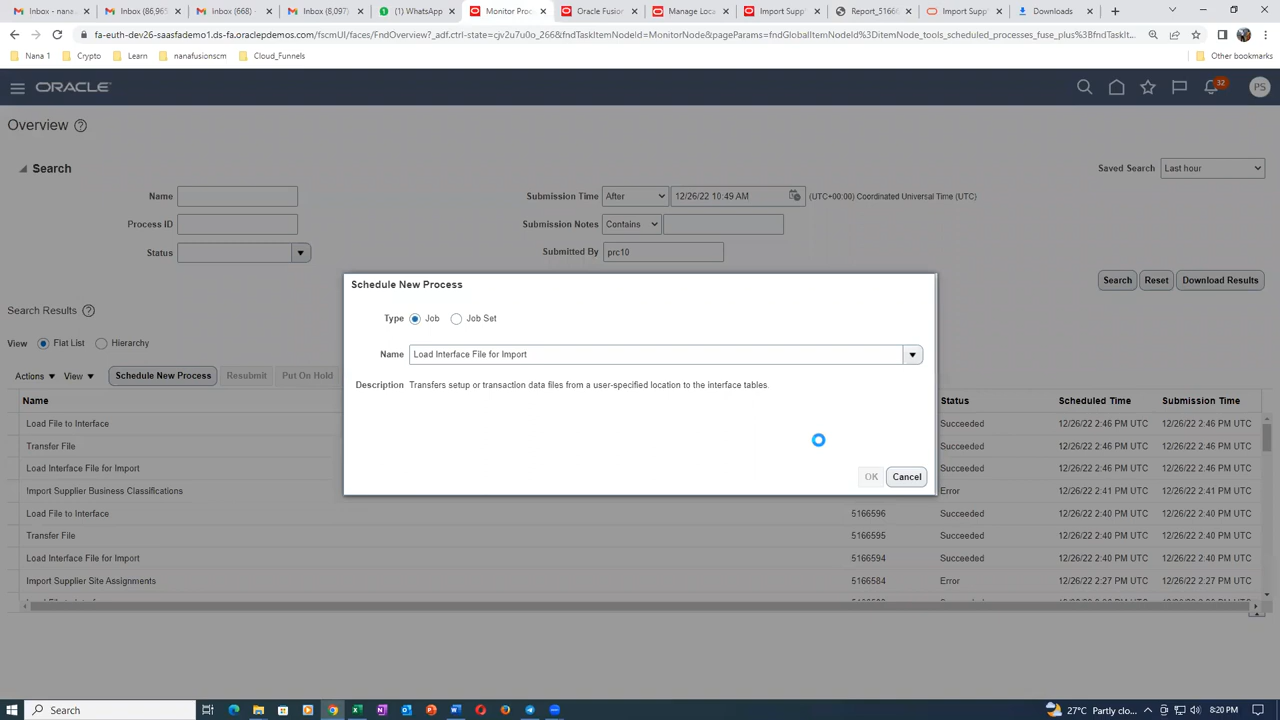 Inbox - nana
Inbox (86,961
Inbox (668) -
Inbox (8,097)
(1) WhatsApp
Monitor Proc
Oracle Fusion
Manage Loca
Import Suppl
Report_5166
Import Suppl
Downloads
fa-euth-dev26-saasfademo1.ds-fa.oraclepdemos.com/fscmUI/faces/FndOverview?_adf.ctrl-state=cjv2u7u0o_266&fndTaskItemNodeId=MonitorNode&pageParams=fndGlobalItemNodeId%3DitemNode_tools_scheduled_processes_fuse_plus%3BfndTaskIt...
Nana 1
Crypto
Learn
nanafusionscm
Cloud_Funnels
Other bookmarks
ORACLE
32
PS
Overview
Search
Saved Search Last hour
Name
Submission Time After 12/26/22 10:49 AM (UTC+00:00) Coordinated Universal Time (UTC)
Process ID
Submission Notes Contains
Status
Submitted By prc10
Search Reset Download Results
Schedule New Process
Type Job Job Set
Name Load Interface File for Import
Description Transfers setup or transaction data files from a user-specified location to the interface tables.
OK Cancel
Search Results
View Flat List Hierarchy
Actions View Schedule New Process Resubmit Put On Hold
Name Status Scheduled Time Submission Time
Load File to Interface Succeeded 12/26/22 2:46 PM UTC 12/26/22 2:46 PM UTC
Transfer File Succeeded 12/26/22 2:46 PM UTC 12/26/22 2:46 PM UTC
Load Interface File for Import Succeeded 12/26/22 2:46 PM UTC 12/26/22 2:46 PM UTC
Import Supplier Business Classifications Error 12/26/22 2:41 PM UTC 12/26/22 2:41 PM UTC
Load File to Interface 5166596 Succeeded 12/26/22 2:40 PM UTC 12/26/22 2:40 PM UTC
Transfer File 5166595 Succeeded 12/26/22 2:40 PM UTC 12/26/22 2:40 PM UTC
Load Interface File for Import 5166594 Succeeded 12/26/22 2:40 PM UTC 12/26/22 2:40 PM UTC
Import Supplier Site Assignments 5166584 Error 12/26/22 2:27 PM UTC 12/26/22 2:27 PM UTC
Search
27°C Partly clo...
8:20 PM